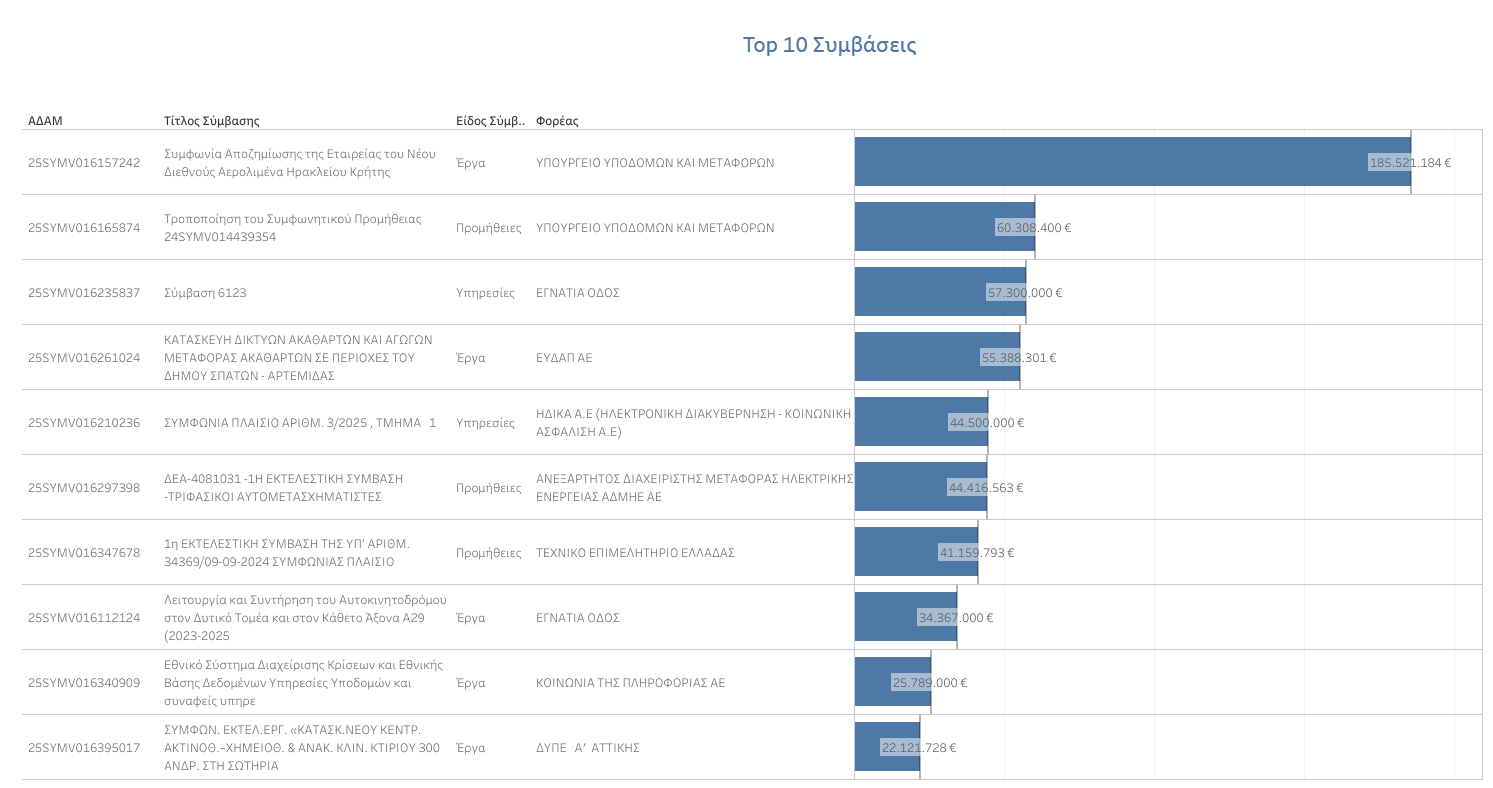 Top 10 Συμβάσεις
ΑΔΑΜ Τίτλος Σύμβασης Είδος Σύμβ.. Φορέας
25SYMV016157242 Συμφωνία Αποζημίωσης της Εταιρείας του Νέου Διεθνούς Αερολιμένα Ηρακλείου Κρήτης Έργα ΥΠΟΥΡΓΕΙΟ ΥΠΟΔΟΜΩΝ ΚΑΙ ΜΕΤΑΦΟΡΩΝ 185.521.184 €
25SYMV016165874 Τροποποίηση του Συμφωνητικού Προμήθειας 24SYMV014439354 Προμήθειες ΥΠΟΥΡΓΕΙΟ ΥΠΟΔΟΜΩΝ ΚΑΙ ΜΕΤΑΦΟΡΩΝ 60.308.400 €
25SYMV016235837 Σύμβαση 6123 Υπηρεσίες ΕΓΝΑΤΙΑ ΟΔΟΣ 57.300.000 €
25SYMV016261024 ΚΑΤΑΣΚΕΥΗ ΔΙΚΤΥΩΝ ΑΚΑΘΑΡΤΩΝ ΚΑΙ ΑΓΩΓΩΝ ΜΕΤΑΦΟΡΑΣ ΑΚΑΘΑΡΤΩΝ ΣΕ ΠΕΡΙΟΧΕΣ ΤΟΥ ΔΗΜΟΥ ΣΠΑΤΩΝ - ΑΡΤΕΜΙΔΑΣ Έργα ΕΥΔΑΠ ΑΕ 55.388.301 €
25SYMV016210236 ΣΥΜΦΩΝΙΑ ΠΛΑΙΣΙΟ ΑΡΙΘΜ. 3/2025 , ΤΜΗΜΑ 1 Υπηρεσίες ΗΔΙΚΑ Α.Ε (ΗΛΕΚΤΡΟΝΙΚΗ ΔΙΑΚΥΒΕΡΝΗΣΗ - ΚΟΙΝΩΝΙΚΗ ΑΣΦΑΛΙΣΗ Α.Ε) 44.500.000 €
25SYMV016297398 ΔΕΑ-4081031 -1Η ΕΚΤΕΛΕΣΤΙΚΗ ΣΥΜΒΑΣΗ -ΤΡΙΦΑΣΙΚΟΙ ΑΥΤΟΜΕΤΑΣΧΗΜΑΤΙΣΤΕΣ Προμήθειες ΑΝΕΞΑΡΤΗΤΟΣ ΔΙΑΧΕΙΡΙΣΤΗΣ ΜΕΤΑΦΟΡΑΣ ΗΛΕΚΤΡΙΚΗΣ ΕΝΕΡΓΕΙΑΣ ΑΔΜΗΕ ΑΕ 44.416.563 €
25SYMV016347678 1η ΕΚΤΕΛΕΣΤΙΚΗ ΣΥΜΒΑΣΗ ΤΗΣ ΥΠ' ΑΡΙΘΜ. 34369/09-09-2024 ΣΥΜΦΩΝΙΑΣ ΠΛΑΙΣΙΟ Προμήθειες ΤΕΧΝΙΚΟ ΕΠΙΜΕΛΗΤΗΡΙΟ ΕΛΛΑΔΑΣ 41.159.793 €
25SYMV016112124 Λειτουργία και Συντήρηση του Αυτοκινητοδρόμου στον Δυτικό Τομέα και στον Κάθετο Άξονα Α29 (2023-2025 Έργα ΕΓΝΑΤΙΑ ΟΔΟΣ 34.367.000 €
25SYMV016340909 Εθνικό Σύστημα Διαχείρισης Κρίσεων και Εθνικής Βάσης Δεδομένων Υπηρεσίες Υποδομών και συναφείς υπηρε Έργα ΚΟΙΝΩΝΙΑ ΤΗΣ ΠΛΗΡΟΦΟΡΙΑΣ ΑΕ 25.789.000 €
25SYMV016395017 ΣΥΜΦΩΝ. ΕΚΤΕΛ.ΕΡΓ. «ΚΑΤΑΣΚ.ΝΕΟΥ ΚΕΝΤΡ. ΑΚΤΙΝΟΘ.–ΧΗΜΕΙΟΘ. & ΑΝΑΚ. ΚΛΙΝ. ΚΤΙΡΙΟΥ 300 ΑΝΔΡ. ΣΤΗ ΣΩΤΗΡΙΑ Έργα ΔΥΠΕ Α’ ΑΤΤΙΚΗΣ 22.121.728 €